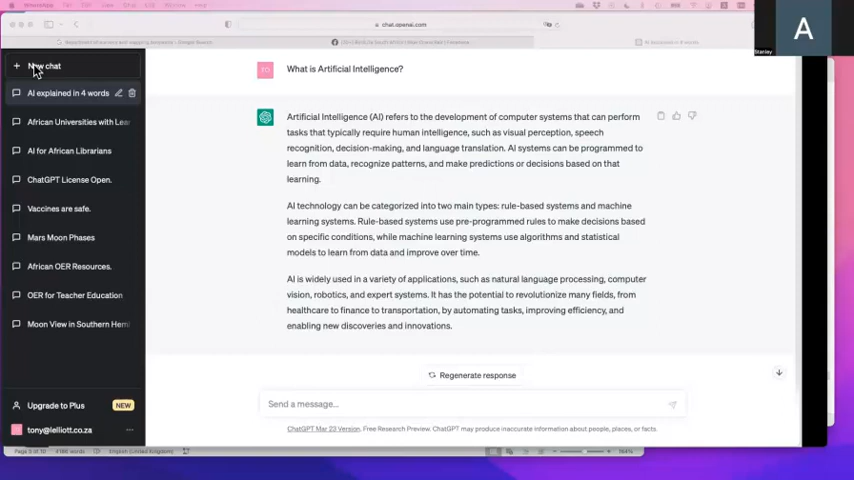 chat.openai.com
A
Stanley
+ New chat
AI explained in 4 words
African Universities with Lear
AI for African Librarians
ChatGPT License Open.
Vaccines are safe.
Mars Moon Phases
African OER Resources.
OER for Teacher Education
Moon View in Southern Hemi
Upgrade to Plus
NEW
tony@lelliott.co.za
What is Artificial Intelligence?
Artificial Intelligence (AI) refers to the development of computer systems that can perform
tasks that typically require human intelligence, such as visual perception, speech
recognition, decision-making, and language translation. AI systems can be programmed to
learn from data, recognize patterns, and make predictions or decisions based on that
learning.
AI technology can be categorized into two main types: rule-based systems and machine
learning systems. Rule-based systems use pre-programmed rules to make decisions based
on specific conditions, while machine learning systems use algorithms and statistical
models to learn from data and improve over time.
AI is widely used in a variety of applications, such as natural language processing, computer
vision, robotics, and expert systems. It has the potential to revolutionize many fields, from
healthcare to finance to transportation, by automating tasks, improving efficiency, and
enabling new discoveries and innovations.
Regenerate response
Send a message...
ChatGPT Mar 23 Version. Free Research Preview. ChatGPT may produce inaccurate information about people, places, or facts.
English (United Kingdom)